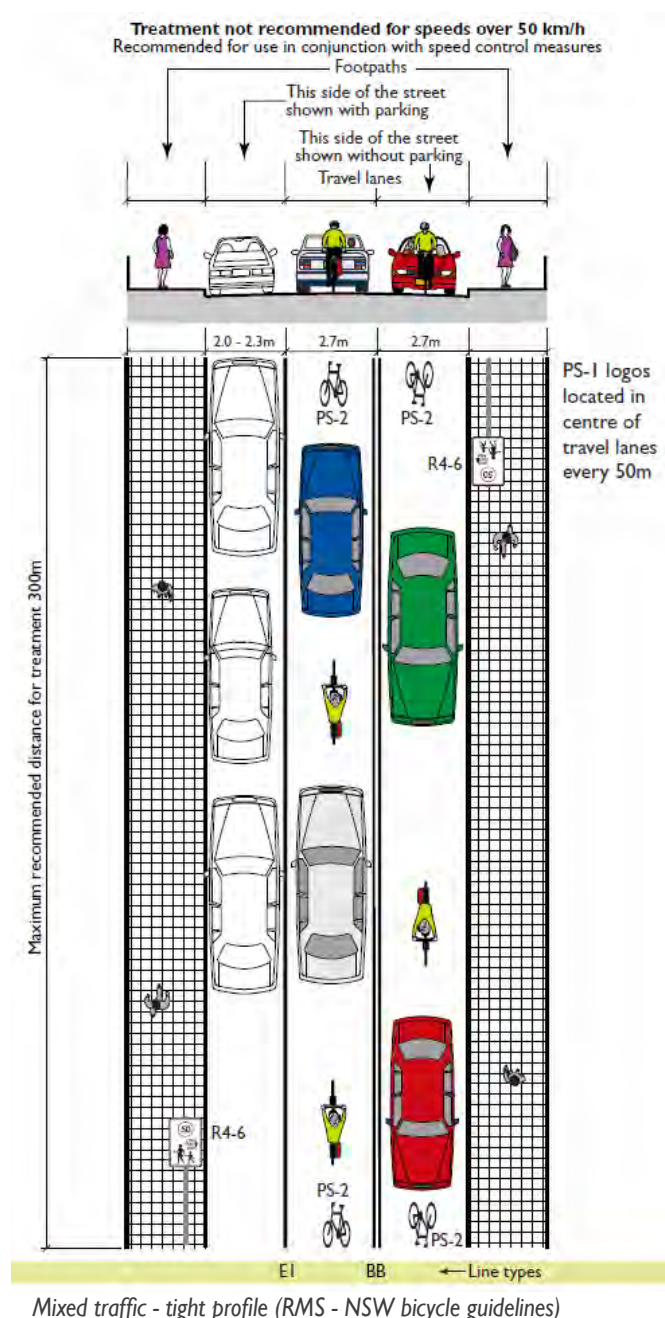 Treatment not recommended for speeds over 50 km/h
Recommended for use in conjunction with speed control measures
Footpaths
This side of the street
shown with parking
This side of the street
shown without parking
Travel lanes
2.0 - 2.3m
2.7m
2.7m
PS-2
PS-2
PS-1 logos
located in
centre of
travel lanes
every 50m
R4-6
50
Maximum recommended distance for treatment 300m
50
R4-6
PS-2
PS-2
E1
BB
Line types
Mixed traffic - tight profile (RMS - NSW bicycle guidelines)